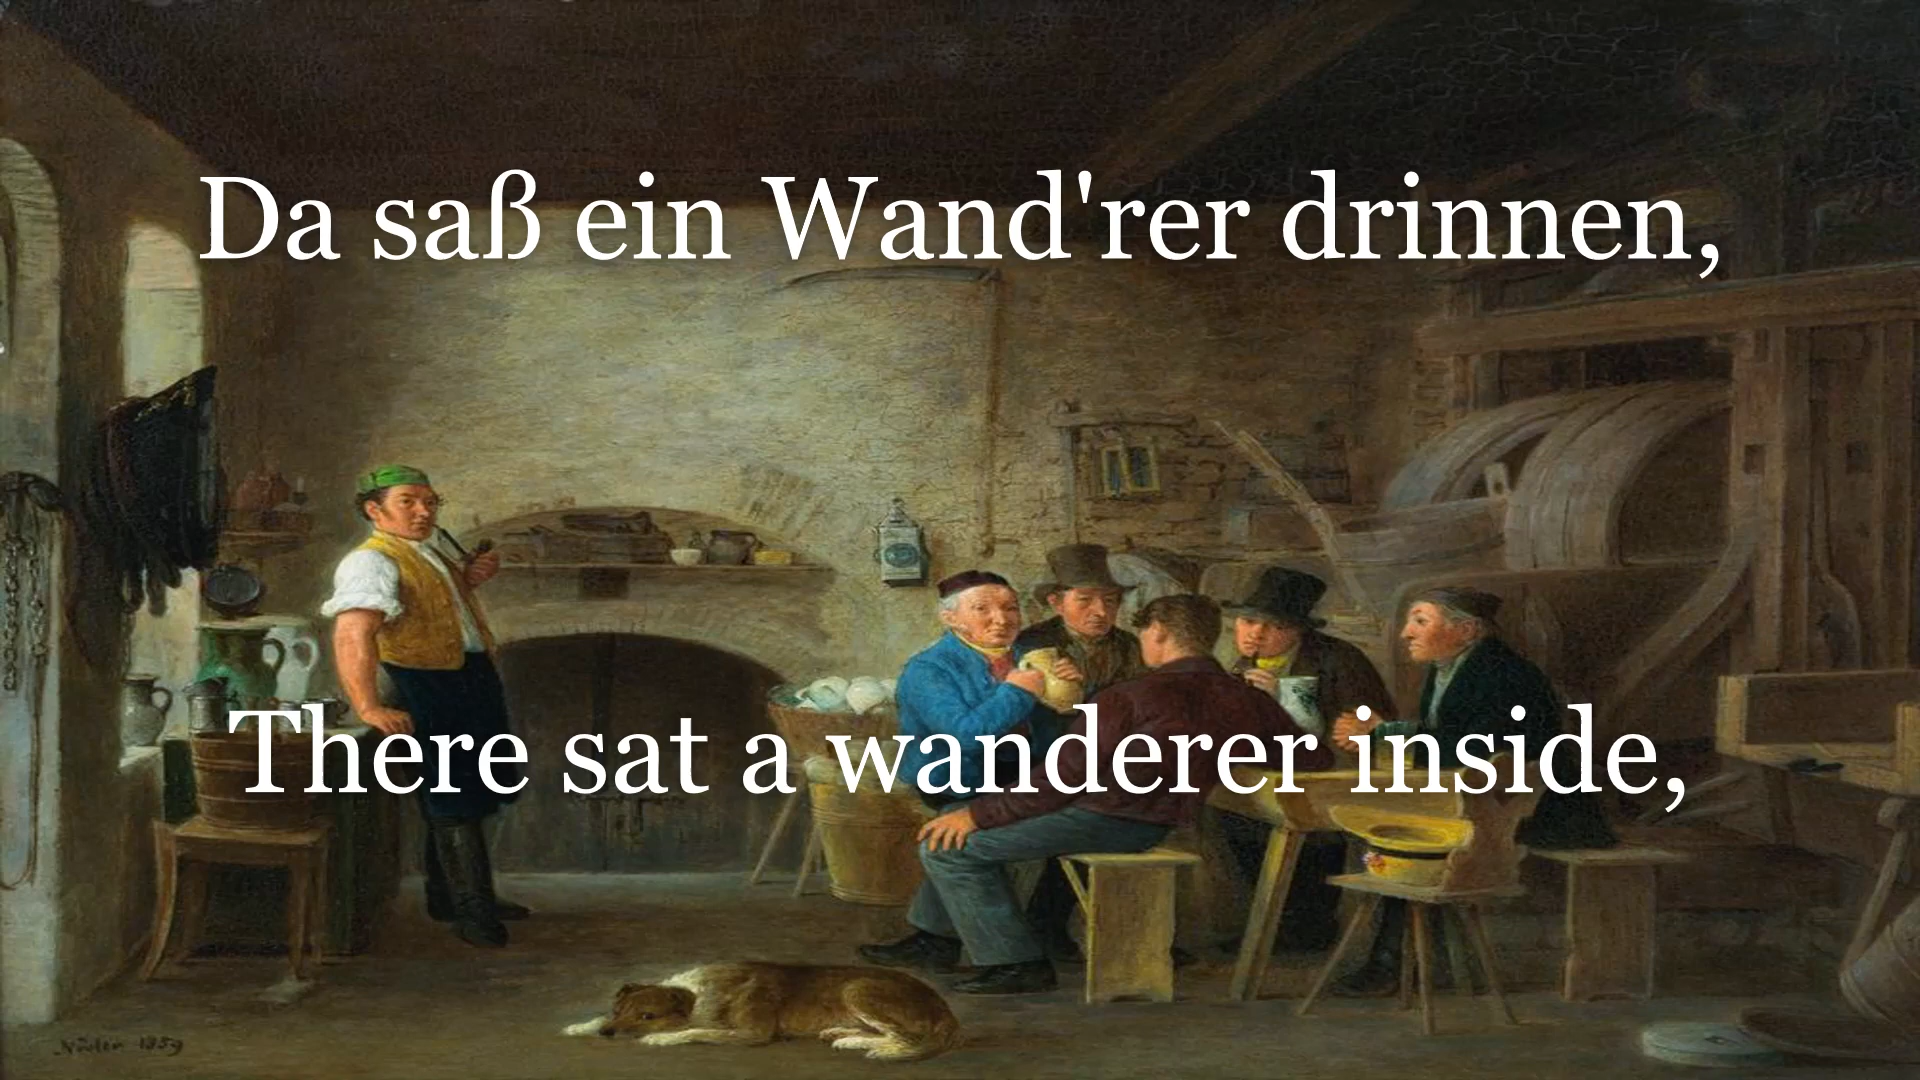 Da saß ein Wand'rer drinnen,
There sat a wanderer inside,